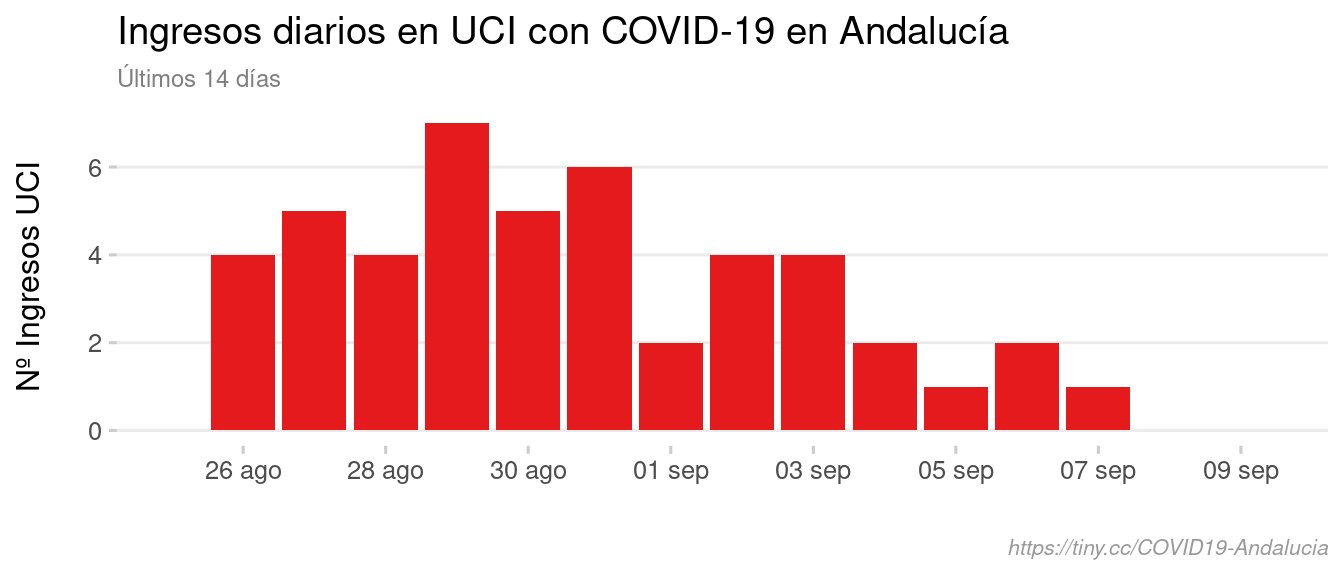 Ingresos diarios en UCI con COVID-19 en Andalucía
Últimos 14 días
Nº Ingresos UCI
6
4
2
0
26 ago 28 ago 30 ago 01 sep 03 sep 05 sep 07 sep 09 sep
https://tiny.cc/COVID19-Andalucia